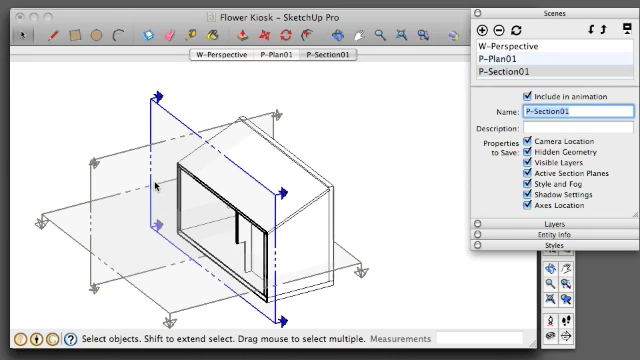 Flower Kiosk - SketchUp Pro
W-Perspective
P-Plan01
P-Section01
Scenes
W-Perspective
P-Plan01
P-Section01
Include in animation
Name: P-Section01
Description:
Properties to Save:
Camera Location
Hidden Geometry
Visible Layers
Active Section Planes
Style and Fog
Shadow Settings
Axes Location
Layers
Entity Info
Styles
Select objects. Shift to extend select. Drag mouse to select multiple.
Measurements